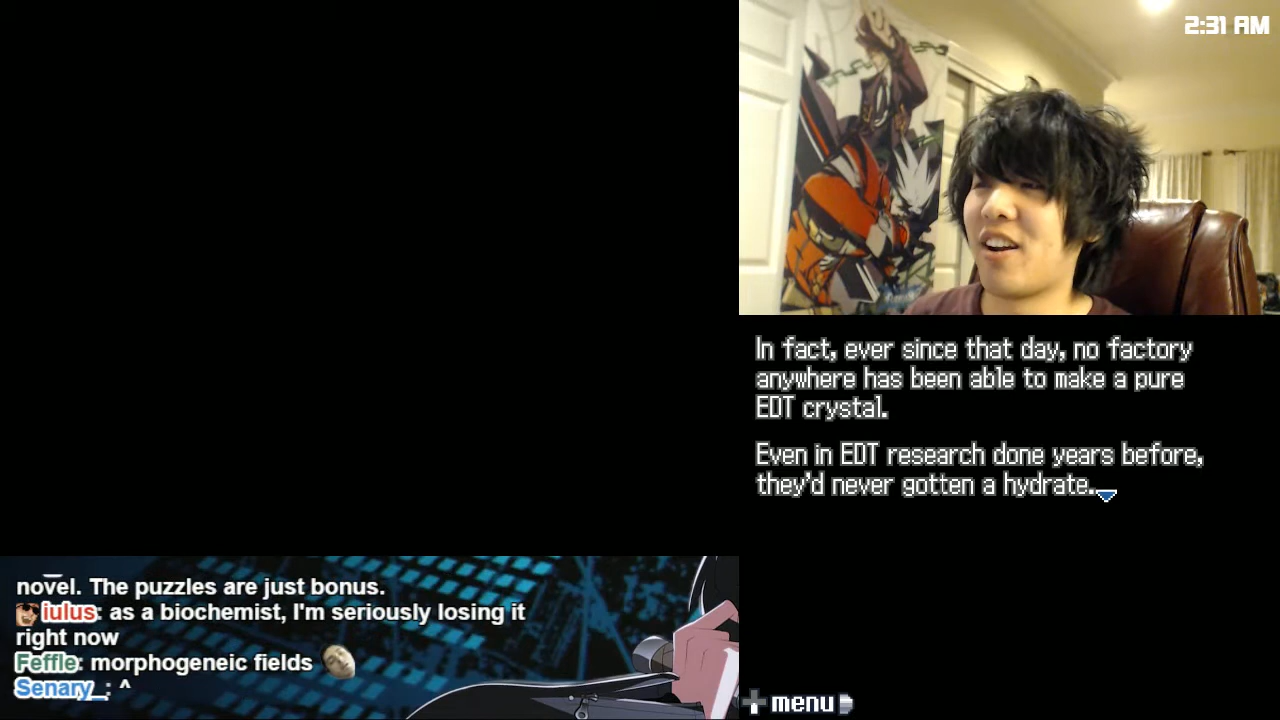 2:31 AM
In fact, ever since that day, no factory
anywhere has been able to make a pure
EDT crystal.
Even in EDT research done years before,
they'd never gotten a hydrate.
novel. The puzzles are just bonus.
iulus: as a biochemist, I'm seriously losing it
right now
Feffle: morphogeneic fields
Senary_: ^
menu